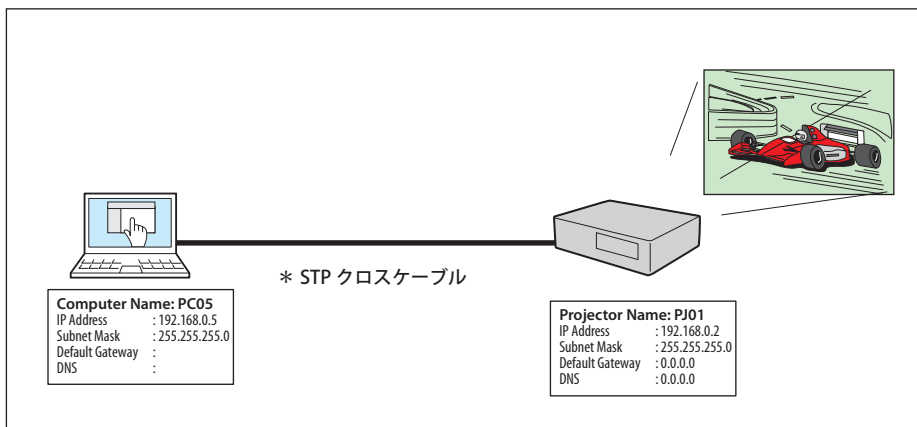 * STP クロスケーブル
Computer Name: PC05
IP Address : 192.168.0.5
Subnet Mask : 255.255.255.0
Default Gateway :
DNS :
Projector Name: PJ01
IP Address : 192.168.0.2
Subnet Mask : 255.255.255.0
Default Gateway : 0.0.0.0
DNS : 0.0.0.0